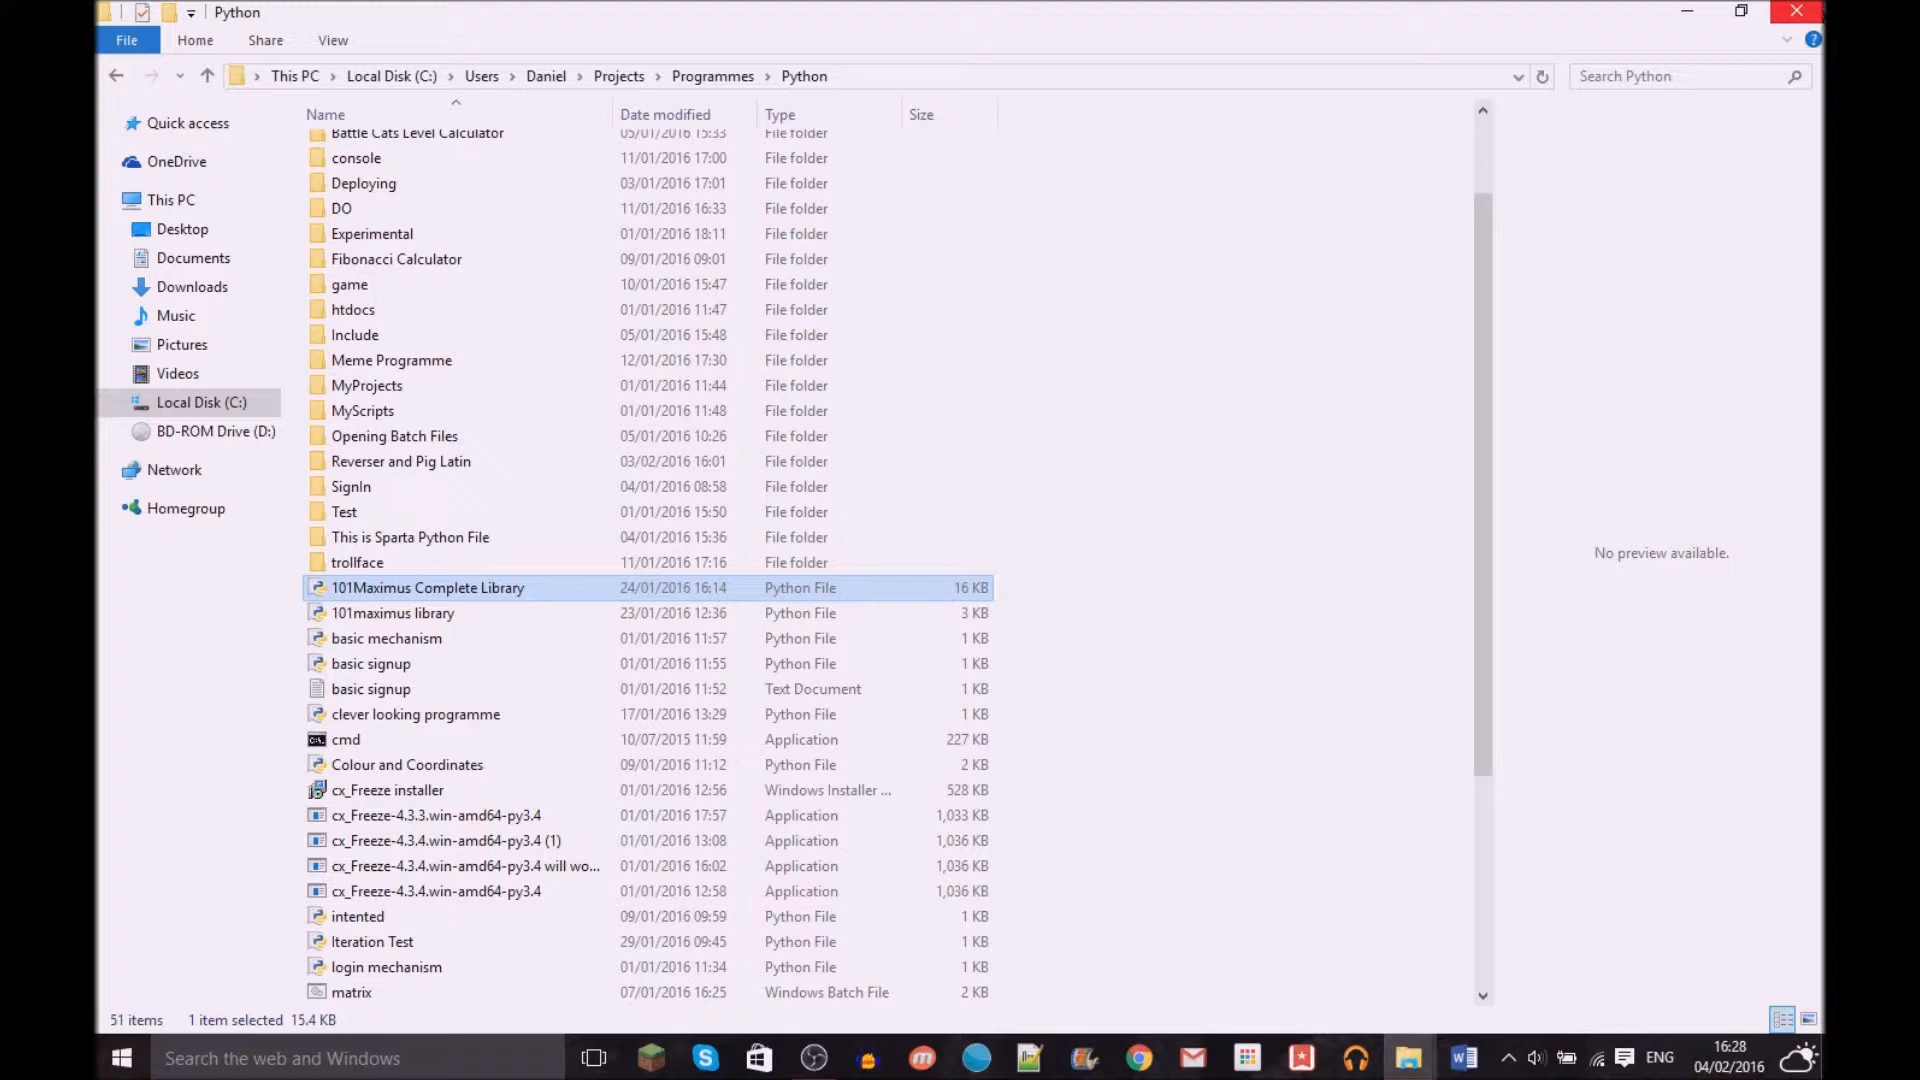 Python
File Home Share View
This PC Local Disk (C:) Users Daniel Projects Programmes Python Search Python
Name Date modified Type Size
Quick access
OneDrive
This PC
Desktop
Documents
Downloads
Music
Pictures
Videos
Local Disk (C:)
BD-ROM Drive (D:)
Network
Homegroup
Battle Cats Level Calculator 05/01/2016 15:33 File folder
console 11/01/2016 17:00 File folder
Deploying 03/01/2016 17:01 File folder
DO 11/01/2016 16:33 File folder
Experimental 01/01/2016 18:11 File folder
Fibonacci Calculator 09/01/2016 09:01 File folder
game 10/01/2016 15:47 File folder
htdocs 01/01/2016 11:47 File folder
Include 05/01/2016 15:48 File folder
Meme Programme 12/01/2016 17:30 File folder
MyProjects 01/01/2016 11:44 File folder
MyScripts 01/01/2016 11:48 File folder
Opening Batch Files 05/01/2016 10:26 File folder
Reverser and Pig Latin 03/02/2016 16:01 File folder
SignIn 04/01/2016 08:58 File folder
Test 01/01/2016 15:50 File folder
This is Sparta Python File 04/01/2016 15:36 File folder
trollface 11/01/2016 17:16 File folder
101Maximus Complete Library 24/01/2016 16:14 Python File 16 KB
101maximus library 23/01/2016 12:36 Python File 3 KB
basic mechanism 01/01/2016 11:57 Python File 1 KB
basic signup 01/01/2016 11:55 Python File 1 KB
basic signup 01/01/2016 11:52 Text Document 1 KB
clever looking programme 17/01/2016 13:29 Python File 1 KB
cmd 10/07/2015 11:59 Application 227 KB
Colour and Coordinates 09/01/2016 11:12 Python File 2 KB
cx_Freeze installer 01/01/2016 12:56 Windows Installer ... 528 KB
cx_Freeze-4.3.3.win-amd64-py3.4 01/01/2016 17:57 Application 1,033 KB
cx_Freeze-4.3.4.win-amd64-py3.4 (1) 01/01/2016 13:08 Application 1,036 KB
cx_Freeze-4.3.4.win-amd64-py3.4 will wo... 01/01/2016 16:02 Application 1,036 KB
cx_Freeze-4.3.4.win-amd64-py3.4 01/01/2016 12:58 Application 1,036 KB
intented 09/01/2016 09:59 Python File 1 KB
Iteration Test 29/01/2016 09:45 Python File 1 KB
login mechanism 01/01/2016 11:34 Python File 1 KB
matrix 07/01/2016 16:25 Windows Batch File 2 KB
No preview available.
51 items 1 item selected 15.4 KB
Search the web and Windows
ENG
16:28
04/02/2016